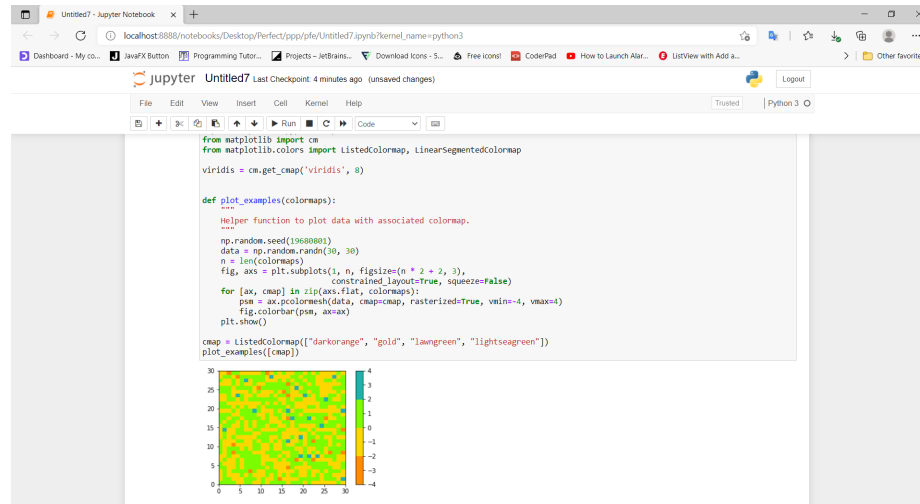 Untitled7 - Jupyter Notebook
localhost:8888/notebooks/Desktop/Perfect/ppp/pfe/Untitled7.ipynb?kernel_name=python3
Dashboard - My co... JavaFX Button Programming Tutor... Projects – JetBrains... Download Icons - S... Free icons! CoderPad How to Launch Alar... ListView with Add a... Other favorite
jupyter Untitled7 Last Checkpoint: 4 minutes ago (unsaved changes) Logout
File Edit View Insert Cell Kernel Help Trusted Python 3
Run Code
from matplotlib import cm
from matplotlib.colors import ListedColormap, LinearSegmentedColormap
viridis = cm.get_cmap('viridis', 8)
def plot_examples(colormaps):
"""
Helper function to plot data with associated colormap.
"""
np.random.seed(19680801)
data = np.random.randn(30, 30)
n = len(colormaps)
fig, axs = plt.subplots(1, n, figsize=(n * 2 + 2, 3),
constrained_layout=True, squeeze=False)
for [ax, cmap] in zip(axs.flat, colormaps):
psm = ax.pcolormesh(data, cmap=cmap, rasterized=True, vmin=-4, vmax=4)
fig.colorbar(psm, ax=ax)
plt.show()
cmap = ListedColormap(["darkorange", "gold", "lawngreen", "lightseagreen"])
plot_examples([cmap])
30
25
20
15
10
5
0
0 5 10 15 20 25 30
4
3
2
1
0
−1
−2
−3
−4